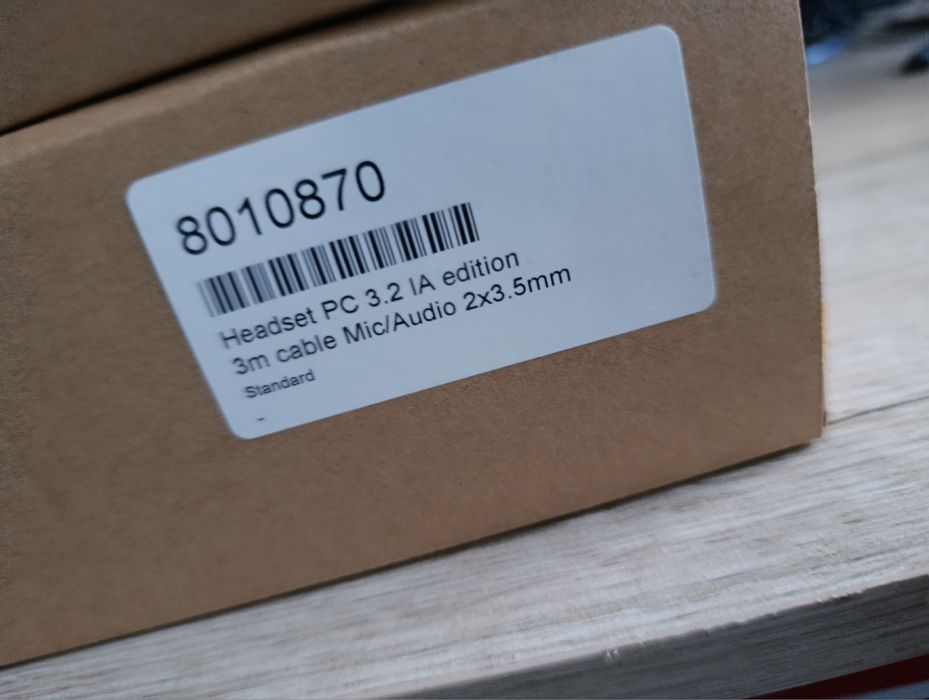 8010870
Headset PC 3.2 IA edition
3m cable Mic/Audio 2x3.5mm
Standard
-